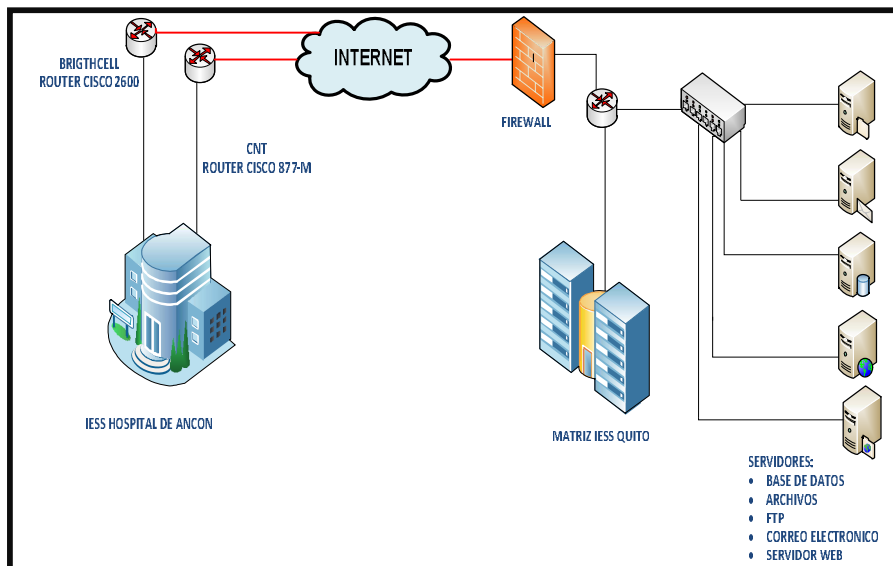 BRIGTHCELL
ROUTER CISCO 2600
INTERNET
FIREWALL
CNT
ROUTER CISCO 877-M
IESS HOSPITAL DE ANCON
MATRIZ IESS QUITO
SERVIDORES:
• BASE DE DATOS
• ARCHIVOS
• FTP
• CORREO ELECTRONICO
• SERVIDOR WEB